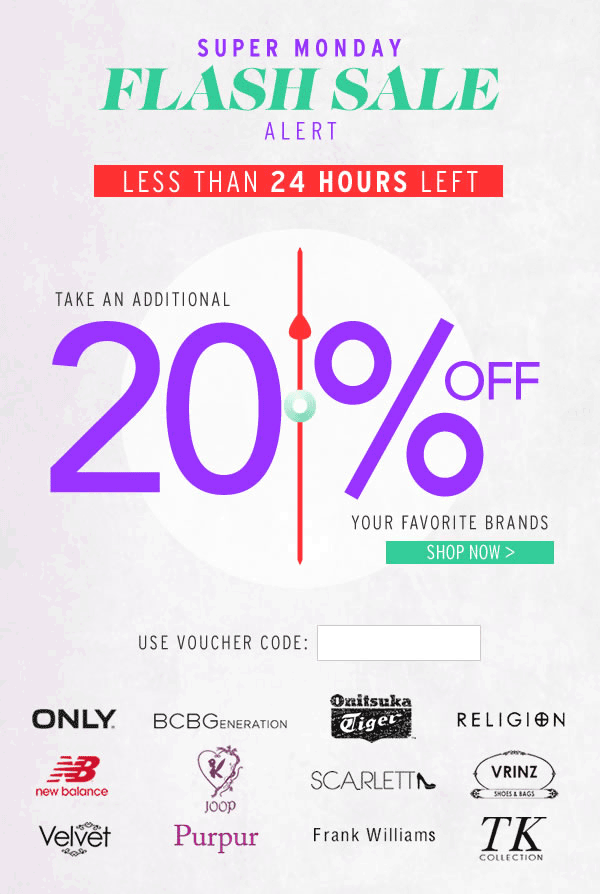 SUPER MONDAY
FLASH SALE
ALERT
LESS THAN 24 HOURS LEFT
TAKE AN ADDITIONAL
20% OFF
YOUR FAVORITE BRANDS
SHOP NOW >
USE VOUCHER CODE:
ONLY
BCBGENERATION
Onitsuka
Tiger
RELIGION
NB
new balance
K
JOOP
SCARLETT
VRINZ
SHOES & BAGS
Velvet
Purpur
Frank Williams
TK
COLLECTION